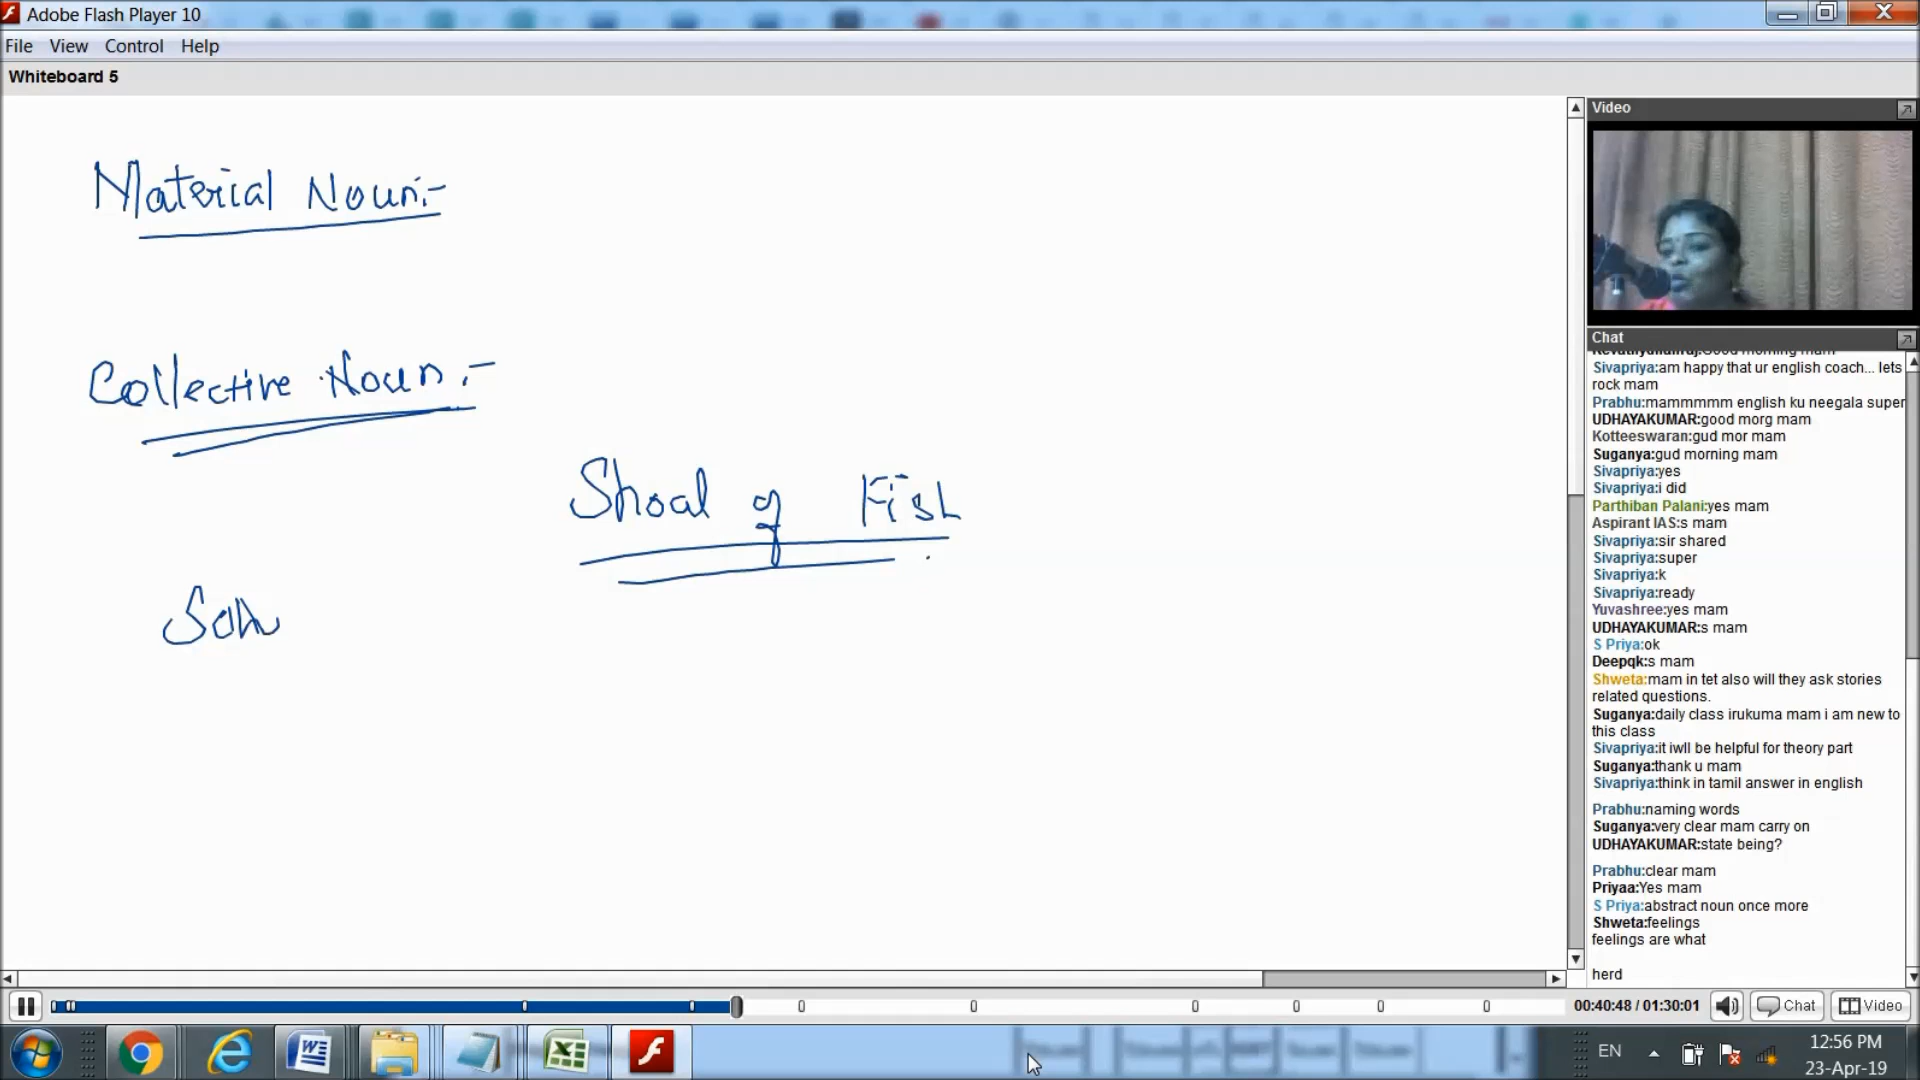 Adobe Flash Player 10
File View Control Help
Whiteboard 5
Material Noun:-
Collective Noun:-
Shoal of Fish
Video
Chat
Sivapriya:am happy that ur english coach... lets
rock mam
Prabhu:mammmmm english ku neegala super
UDHAYAKUMAR:good morg mam
Kotteeswaran:gud mor mam
Suganya:gud morning mam
Sivapriya:yes
Sivapriya:i did
Parthiban Palani:yes mam
Aspirant IAS:s mam
Sivapriya:sir shared
Sivapriya:super
Sivapriya:k
Sivapriya:ready
Yuvashree:yes mam
UDHAYAKUMAR:s mam
S Priya:ok
Deepqk:s mam
Shweta:mam in tet also will they ask stories
related questions.
Suganya:daily class irukuma mam i am new to
this class
Sivapriya:it iwll be helpful for theory part
Suganya:thank u mam
Sivapriya:think in tamil answer in english
Prabhu:naming words
Suganya:very clear mam carry on
UDHAYAKUMAR:state being?
Prabhu:clear mam
Priyaa:Yes mam
S Priya:abstract noun once more
Shweta:feelings
feelings are what
herd
00:40:48 / 01:30:01 Chat Video
EN 12:56 PM
23-Apr-19